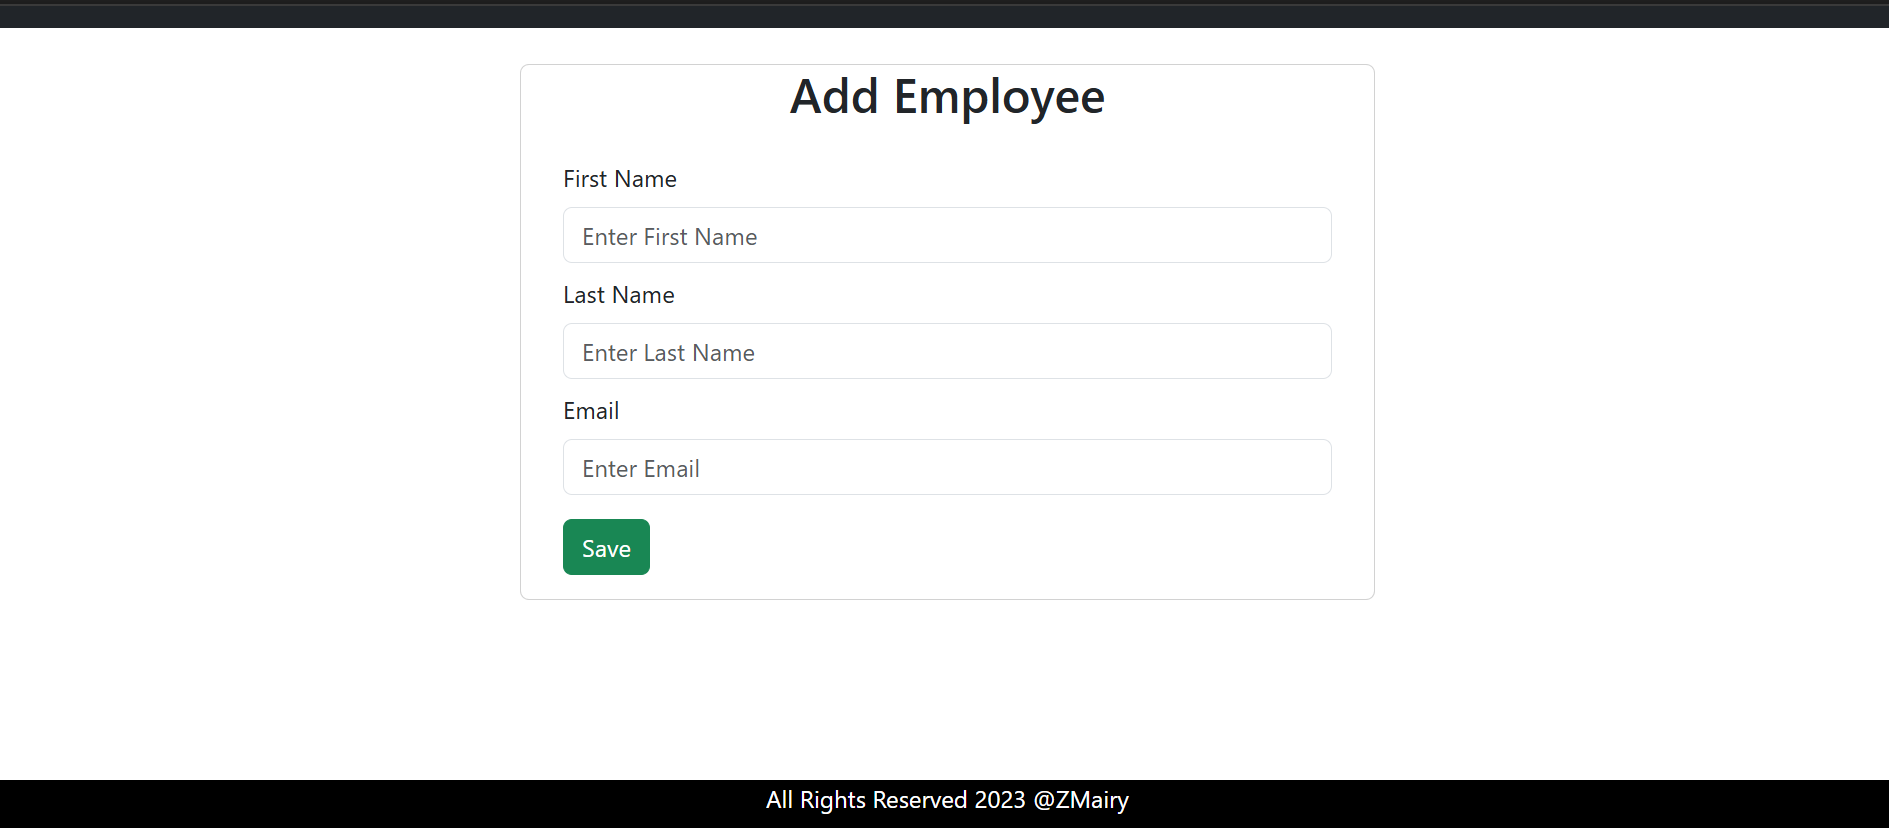 Add Employee
First Name
Enter First Name
Last Name
Enter Last Name
Email
Enter Email
Save
All Rights Reserved 2023 @ZMairy